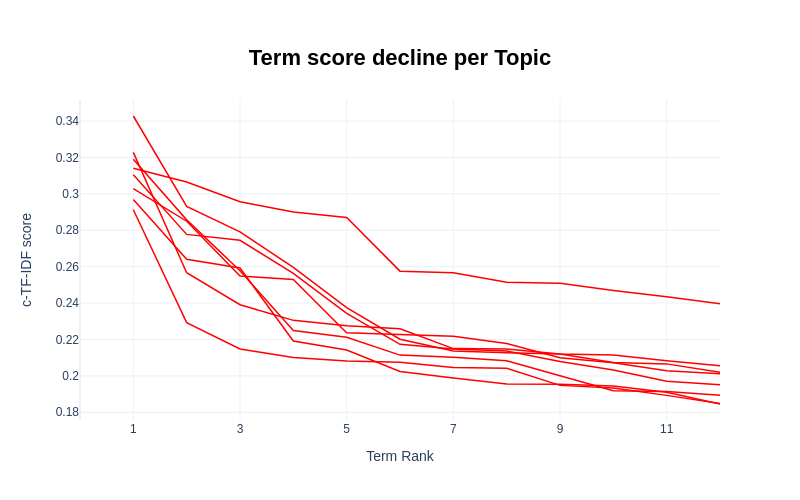 Term score decline per Topic
0.34
0.32
0.3
0.28
0.26
0.24
0.22
0.2
0.18
c-TF-IDF score
1 3 5 7 9 11
Term Rank